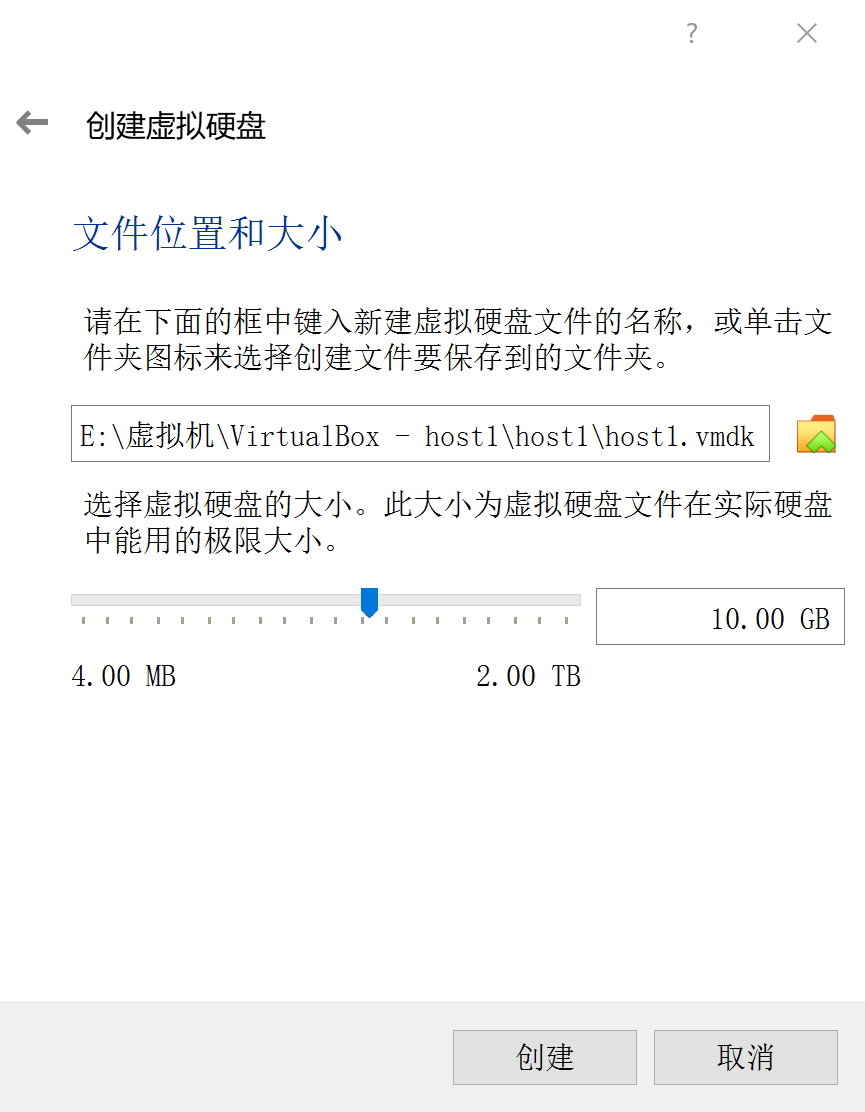 ?
创建虚拟硬盘
文件位置和大小
请在下面的框中键入新建虚拟硬盘文件的名称，或单击文
件夹图标来选择创建文件要保存到的文件夹。
E:\虚拟机\VirtualBox - host1\host1\host1.vmdk
选择虚拟硬盘的大小。此大小为虚拟硬盘文件在实际硬盘
中能用的极限大小。
10.00 GB
4.00 MB 2.00 TB
创建 取消